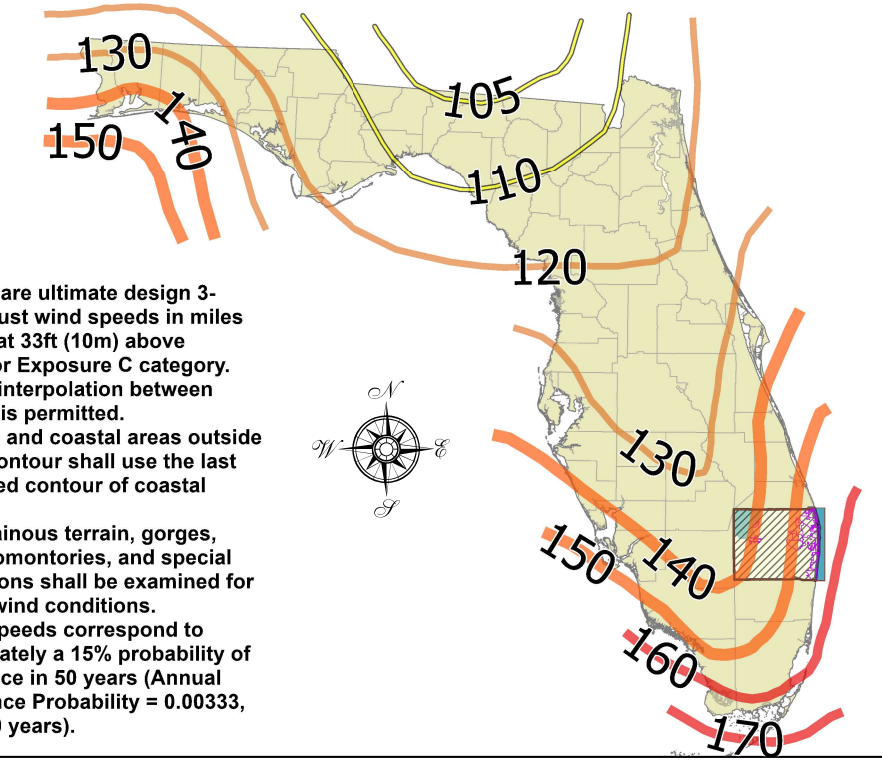 130
140
150
105
110
120
are ultimate design 3-
ust wind speeds in miles
at 33ft (10m) above
or Exposure C category.
interpolation between
is permitted.
and coastal areas outside
ontour shall use the last
ed contour of coastal
ainous terrain, gorges,
omontories, and special
ons shall be examined for
wind conditions.
peeds correspond to
ately a 15% probability of
ce in 50 years (Annual
nce Probability = 0.00333,
0 years).
N
W E
S
130
140
150
160
170